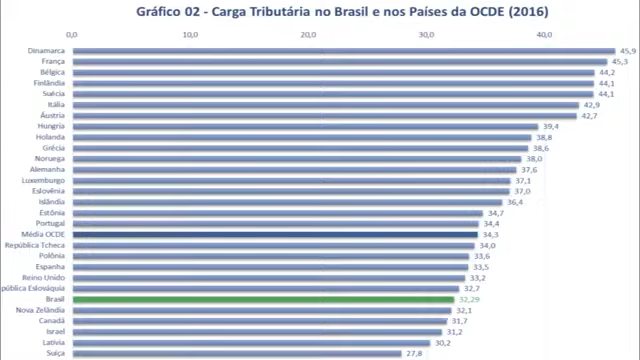 Gráfico 02 - Carga Tributária no Brasil e nos Países da OCDE (2016)
0,0 10,0 20,0 30,0 40,0
Dinamarca 45,9
França 45,3
Bélgica 44,2
Finlândia 44,1
Suécia 44,1
Itália 42,9
Áustria 42,7
Hungria 39,4
Holanda 38,8
Grécia 38,6
Noruega 38,0
Alemanha 37,6
Luxemburgo 37,1
Eslovênia 37,0
Islândia 36,4
Estônia 34,7
Portugal 34,4
Média OCDE 34,3
República Tcheca 34,0
Polônia 33,6
Espanha 33,5
Reino Unido 33,2
pública Eslováquia 32,7
Brasil 32,29
Nova Zelândia 32,1
Canadá 31,7
Israel 31,2
Latívia 30,2
Suíça 27,8